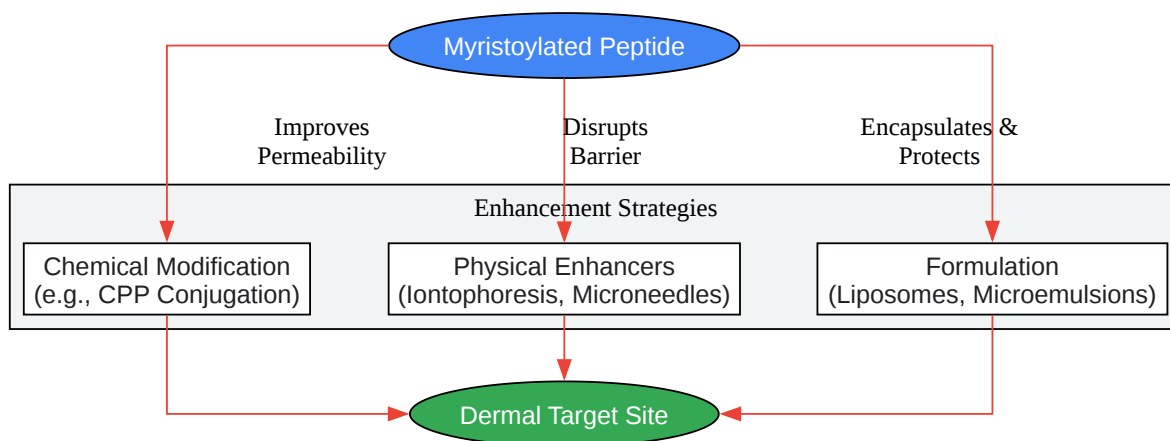 Myristoylated Peptide
Improves
Permeability
Disrupts
Barrier
Encapsulates &
Protects
Enhancement Strategies
Chemical Modification
(e.g., CPP Conjugation)
Physical Enhancers
(Iontophoresis, Microneedles)
Formulation
(Liposomes, Microemulsions)
Dermal Target Site